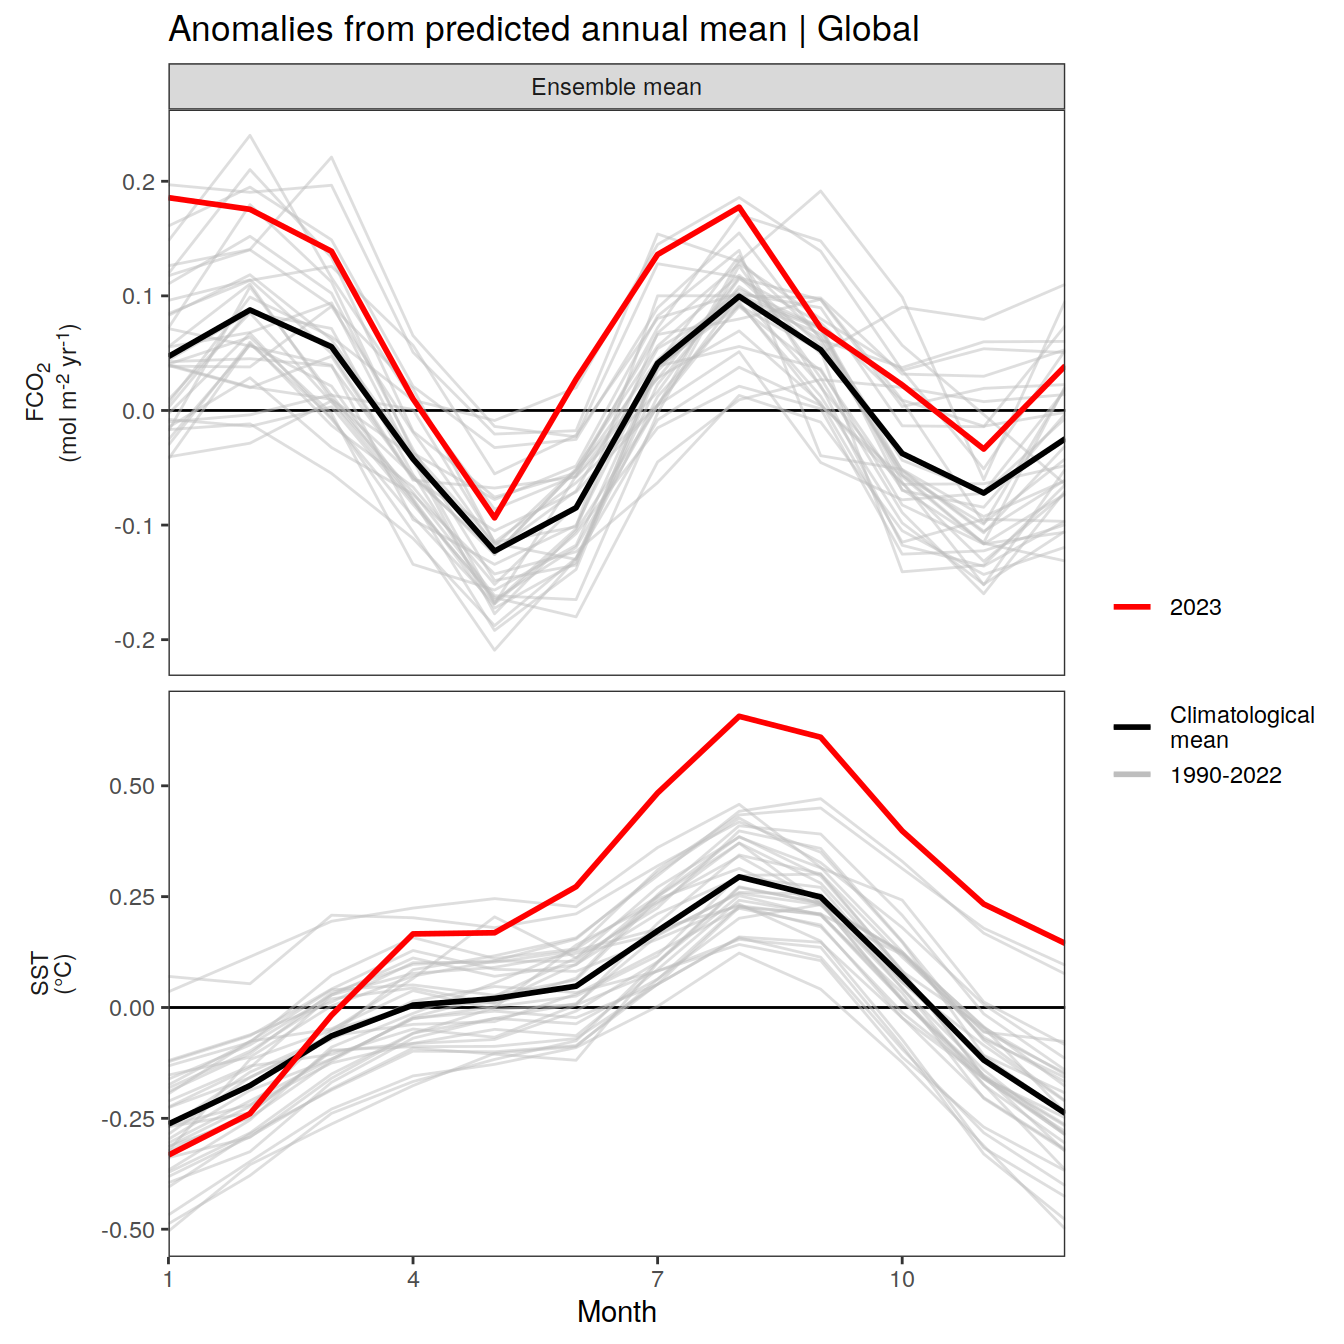 Anomalies from predicted annual mean | Global
Ensemble mean
0.2
0.1
0.0
-0.1
-0.2
FCO₂
(mol m⁻² yr⁻¹)
0.50
0.25
0.00
-0.25
-0.50
SST
(°C)
1
4
7
10
Month
2023
Climatological
mean
1990-2022